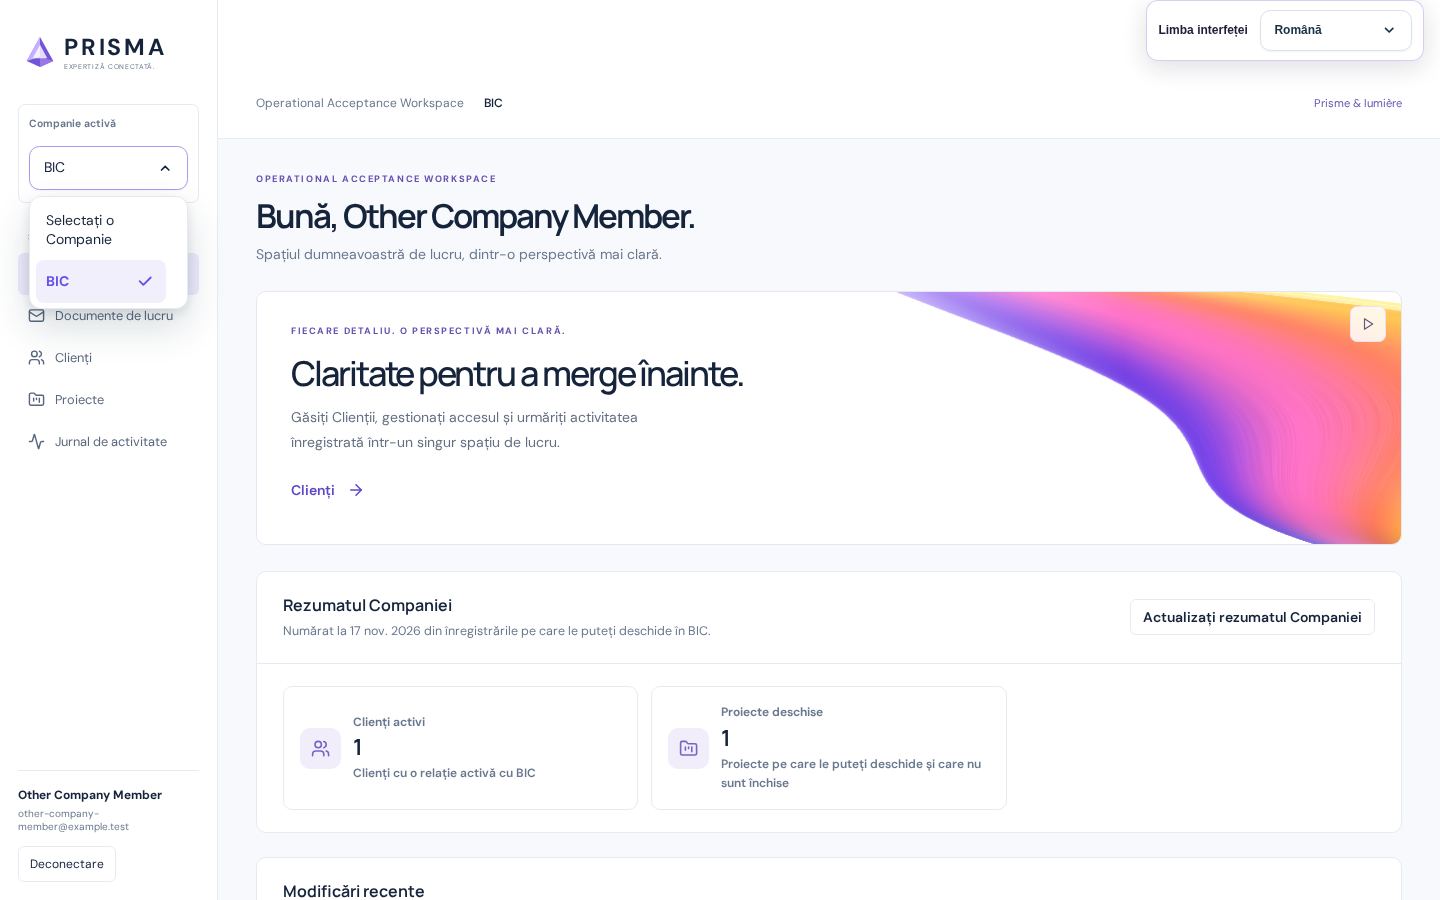 PRISMA
EXPERTIZĂ CONECTATĂ.
Companie activă
BIC
Selectați o
Companie
BIC
Documente de lucru
Clienți
Proiecte
Jurnal de activitate
Other Company Member
other-company-
member@example.test
Deconectare
Limba interfeței
Română
Operational Acceptance Workspace
BIC
Prisme & lumière
OPERATIONAL ACCEPTANCE WORKSPACE
Bună, Other Company Member.
Spațiul dumneavoastră de lucru, dintr-o perspectivă mai clară.
FIECARE DETALIU. O PERSPECTIVĂ MAI CLARĂ.
Claritate pentru a merge înainte.
Găsiți Clienții, gestionați accesul și urmăriți activitatea
înregistrată într-un singur spațiu de lucru.
Clienți
Rezumatul Companiei
Numărat la 17 nov. 2026 din înregistrările pe care le puteți deschide în BIC.
Actualizați rezumatul Companiei
Clienți activi
1
Clienți cu o relație activă cu BIC
Proiecte deschise
1
Proiecte pe care le puteți deschide și care nu
sunt închise
Modificări recente